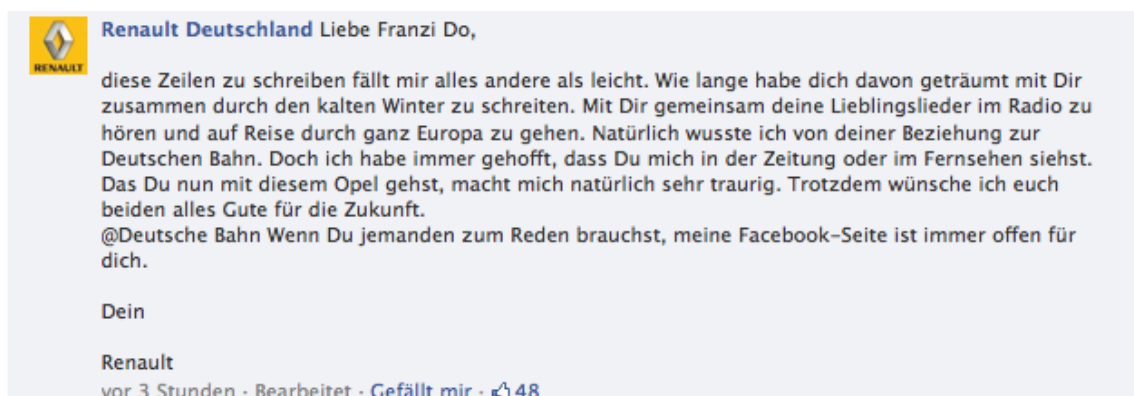 Renault Deutschland Liebe Franzi Do,
RENAULT
diese Zeilen zu schreiben fällt mir alles andere als leicht. Wie lange habe dich davon geträumt mit Dir
zusammen durch den kalten Winter zu schreiten. Mit Dir gemeinsam deine Lieblingslieder im Radio zu
hören und auf Reise durch ganz Europa zu gehen. Natürlich wusste ich von deiner Beziehung zur
Deutschen Bahn. Doch ich habe immer gehofft, dass Du mich in der Zeitung oder im Fernsehen siehst.
Das Du nun mit diesem Opel gehst, macht mich natürlich sehr traurig. Trotzdem wünsche ich euch
beiden alles Gute für die Zukunft.
@Deutsche Bahn Wenn Du jemanden zum Reden brauchst, meine Facebook-Seite ist immer offen für
dich.
Dein
Renault
vor 3 Stunden · Bearbeitet · Gefällt mir · 48